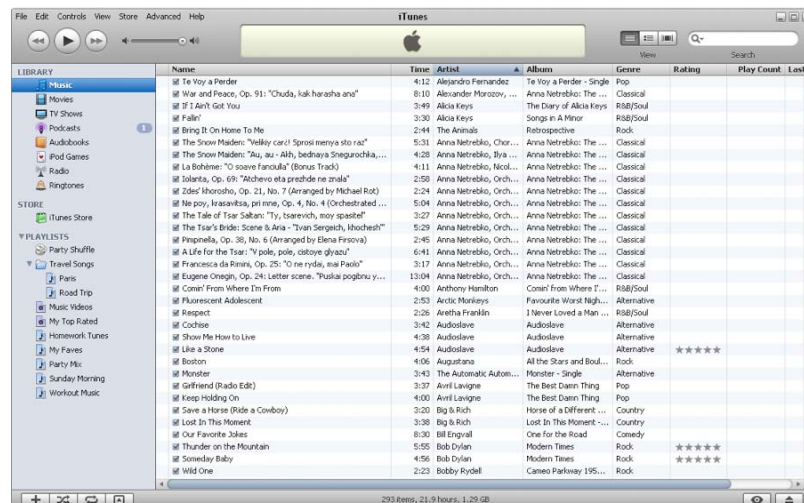 File Edit Controls View Store Advanced Help
iTunes
View
Search
LIBRARY
Music
Movies
TV Shows
Podcasts 1
Audiobooks
iPod Games
Radio
Ringtones
STORE
iTunes Store
PLAYLISTS
Party Shuffle
Travel Songs
Paris
Road Trip
Music Videos
My Top Rated
Homework Tunes
My Faves
Party Mix
Sunday Morning
Workout Music
Name Time Artist Album Genre Rating Play Count Last
Te Voy a Perder 4:12 Alejandro Fernandez Te Voy a Perder - Single Pop
War and Peace, Op. 91: "Chuda, kak harasha ana" 8:10 Alexander Morozov, ... Anna Netrebko: The ... Classical
If I Ain't Got You 3:49 Alicia Keys The Diary of Alicia Keys R&B/Soul
Fallin' 3:30 Alicia Keys Songs in A Minor R&B/Soul
Bring It On Home To Me 2:44 The Animals Retrospective Rock
The Snow Maiden: "Velikiy car! Sprosi menya sto raz" 5:31 Anna Netrebko, Chor... Anna Netrebko: The ... Classical
The Snow Maiden: "Au, au - Akh, bednaya Snegurochka,... 4:28 Anna Netrebko, Ilya ... Anna Netrebko: The ... Classical
La Bohème: "O soave fanciulla" (Bonus Track) 4:11 Anna Netrebko, Nicol... Anna Netrebko: The ... Classical
Iolanta, Op. 69: "Atchevo eta prezhde ne znala" 2:58 Anna Netrebko, Orch... Anna Netrebko: The ... Classical
Zdes' khorosho, Op. 21, No. 7 (Arranged by Michael Rot) 2:24 Anna Netrebko, Orch... Anna Netrebko: The ... Classical
Ne poy, krasavitsa, pri mne, Op. 4, No. 4 (Orchestrated ... 5:04 Anna Netrebko, Orch... Anna Netrebko: The ... Classical
The Tale of Tsar Saltan: "Ty, tsarevich, moy spasitel" 3:27 Anna Netrebko, Orch... Anna Netrebko: The ... Classical
The Tsar's Bride: Scene & Aria - "Ivan Sergeich, khochesh'" 5:29 Anna Netrebko, Orch... Anna Netrebko: The ... Classical
Pimpinella, Op. 38, No. 6 (Arranged by Elena Firsova) 2:45 Anna Netrebko, Orch... Anna Netrebko: The ... Classical
A Life for the Tsar: "V pole, pole, cistoye glyazu" 6:41 Anna Netrebko, Orch... Anna Netrebko: The ... Classical
Francesca da Rimini, Op. 25: "O ne rydai, mai Paolo" 3:17 Anna Netrebko, Orch... Anna Netrebko: The ... Classical
Eugene Onegin, Op. 24: Letter scene. "Puskai pogibnu y... 13:04 Anna Netrebko, Orch... Anna Netrebko: The ... Classical
Comin' From Where I'm From 4:00 Anthony Hamilton Comin' from Where I'... R&B/Soul
Fluorescent Adolescent 2:53 Arctic Monkeys Favourite Worst Nigh... Alternative
Respect 2:26 Aretha Franklin I Never Loved a Man ... R&B/Soul
Cochise 3:42 Audioslave Audioslave Alternative
Show Me How to Live 4:38 Audioslave Audioslave Alternative
Like a Stone 4:54 Audioslave Audioslave Alternative ★★★★★
Boston 4:06 Augustana All the Stars and Boul... Rock
Monster 3:43 The Automatic Autom... Monster - Single Alternative
Girlfriend (Radio Edit) 3:37 Avril Lavigne The Best Damn Thing Pop
Keep Holding On 4:00 Avril Lavigne The Best Damn Thing Pop
Save a Horse (Ride a Cowboy) 3:20 Big & Rich Horse of a Different ... Country
Lost In This Moment 3:38 Big & Rich Lost In This Moment -... Country
Our Favorite Jokes 8:30 Bill Engvall One for the Road Comedy
Thunder on the Mountain 5:55 Bob Dylan Modern Times Rock ★★★★★
Someday Baby 4:56 Bob Dylan Modern Times Rock ★★★★★
Wild One 2:23 Bobby Rydell Cameo Parkway 195... Rock
293 items, 21.9 hours, 1.29 GB